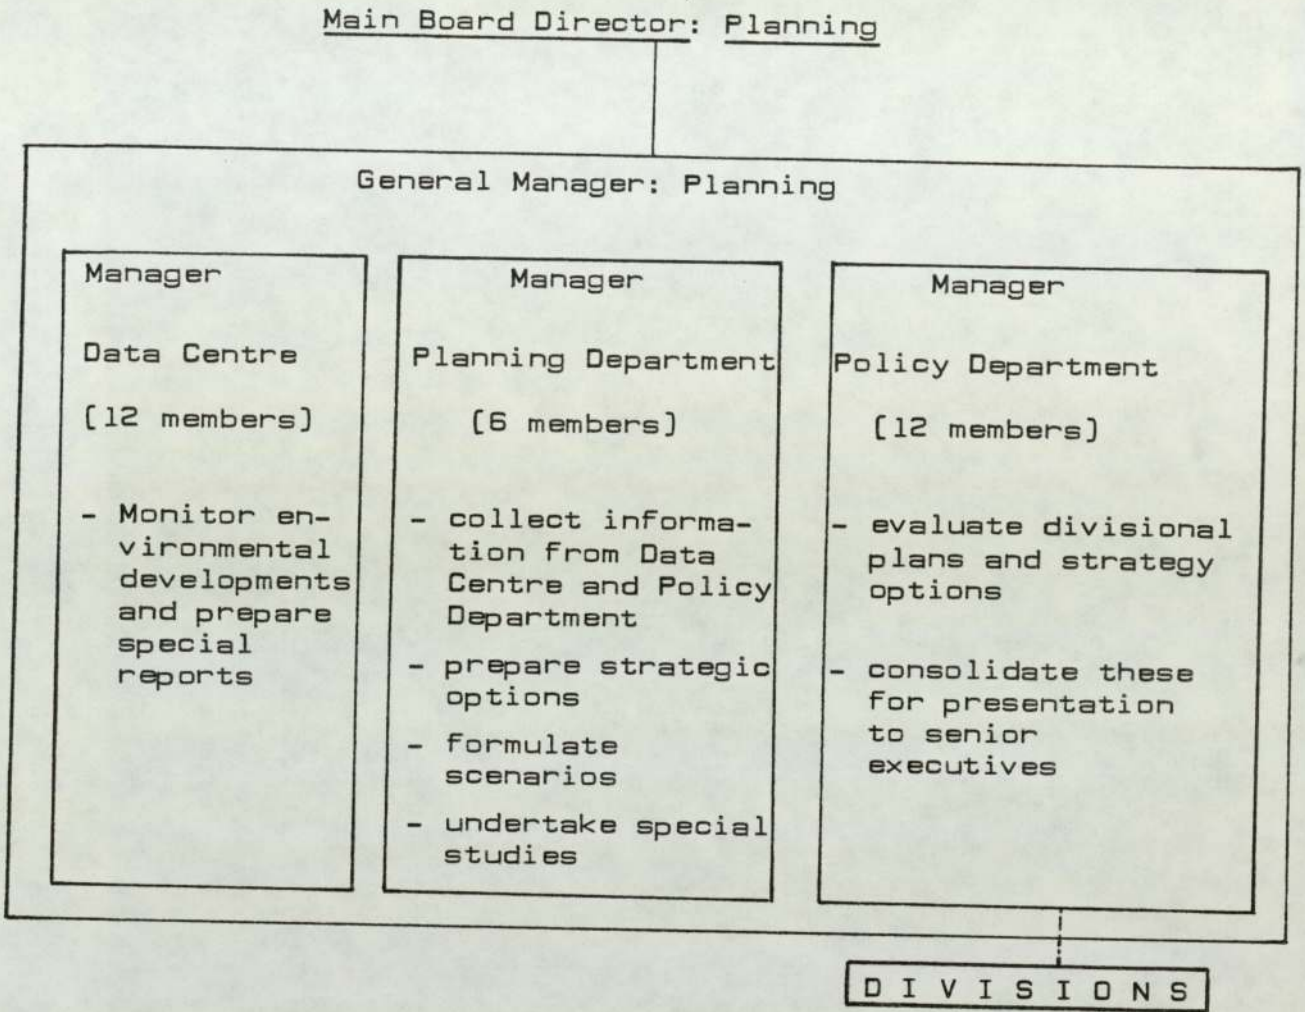 Main Board Director: Planning
General Manager: Planning
Manager
Data Centre
[12 members]
- Monitor en-
vironmental
developments
and prepare
special
reports
Manager
Planning Department
[6 members]
- collect informa-
tion from Data
Centre and Policy
Department
- prepare strategic
options
- formulate
scenarios
- undertake special
studies
Manager
Policy Department
[12 members]
- evaluate divisional
plans and strategy
options
- consolidate these
for presentation
to senior
executives
D I V I S I O N S